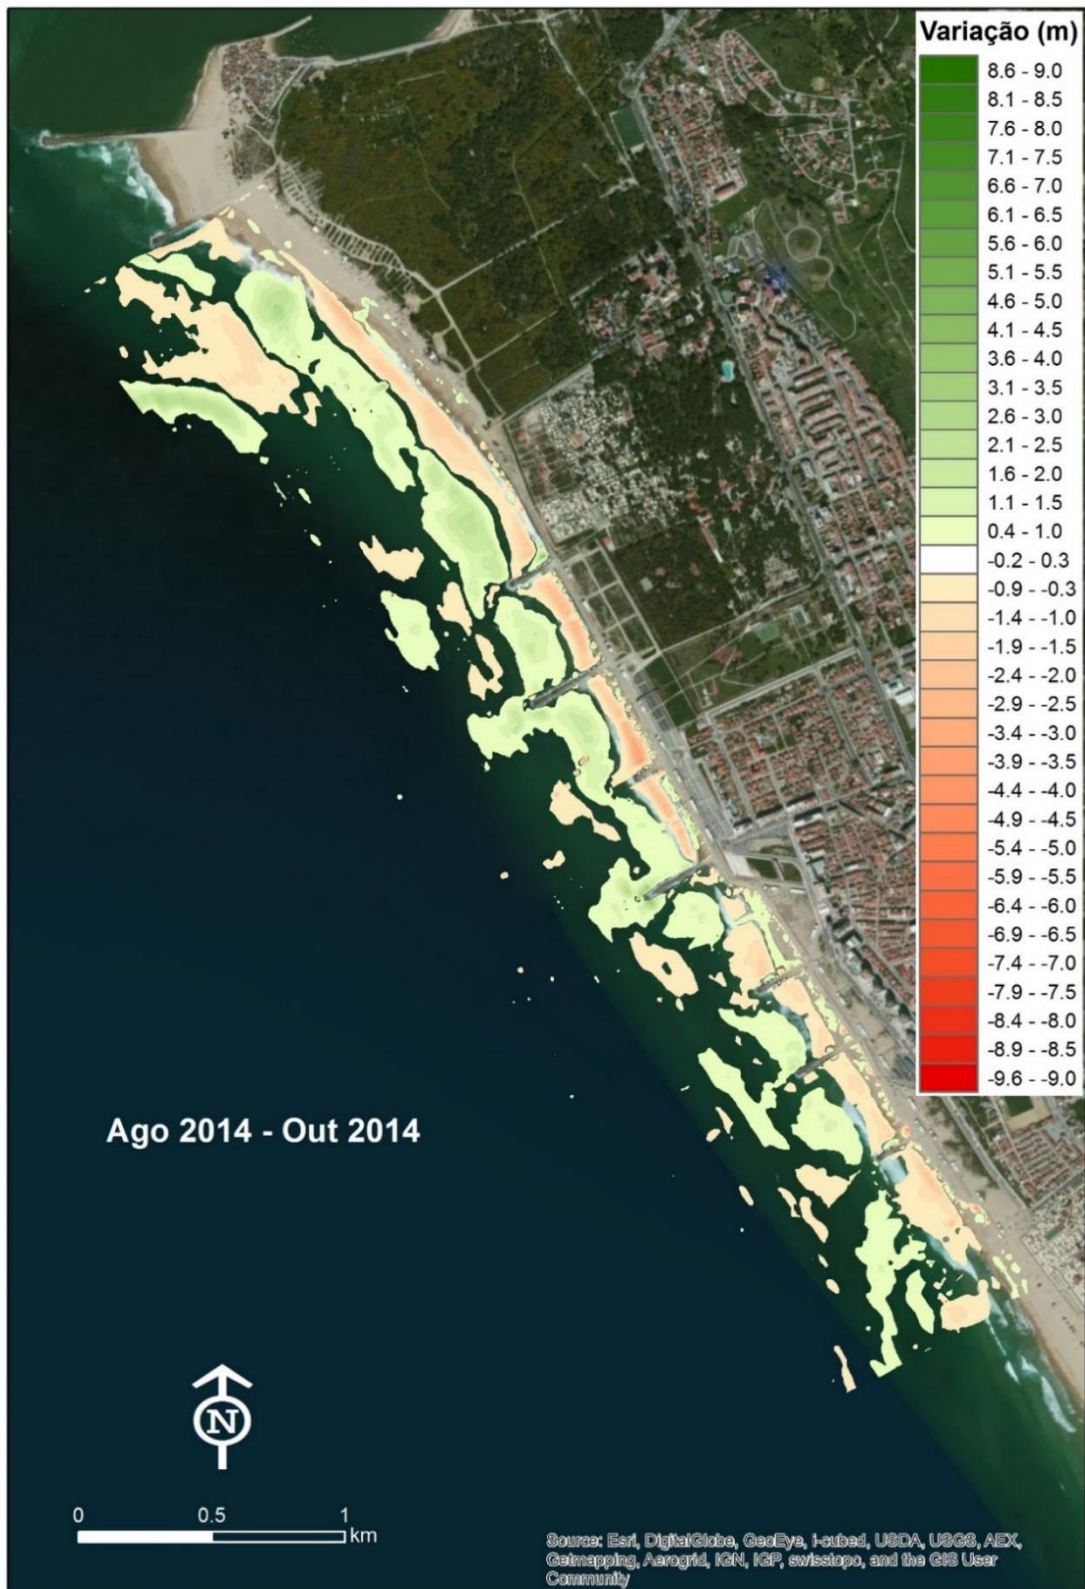 Variação (m)
8.6 - 9.0
8.1 - 8.5
7.6 - 8.0
7.1 - 7.5
6.6 - 7.0
6.1 - 6.5
5.6 - 6.0
5.1 - 5.5
4.6 - 5.0
4.1 - 4.5
3.6 - 4.0
3.1 - 3.5
2.6 - 3.0
2.1 - 2.5
1.6 - 2.0
1.1 - 1.5
0.4 - 1.0
-0.2 - 0.3
-0.9 - -0.3
-1.4 - -1.0
-1.9 - -1.5
-2.4 - -2.0
-2.9 - -2.5
-3.4 - -3.0
-3.9 - -3.5
-4.4 - -4.0
-4.9 - -4.5
-5.4 - -5.0
-5.9 - -5.5
-6.4 - -6.0
-6.9 - -6.5
-7.4 - -7.0
-7.9 - -7.5
-8.4 - -8.0
-8.9 - -8.5
-9.6 - -9.0
Ago 2014 - Out 2014
N
0 0.5 1
km
Source: Esri, DigitalGlobe, GeoEye, i-cubed, USDA, USGS, AEX,
Getmapping, Aerogrid, IGN, IGP, swisstopo, and the GIS User
Community